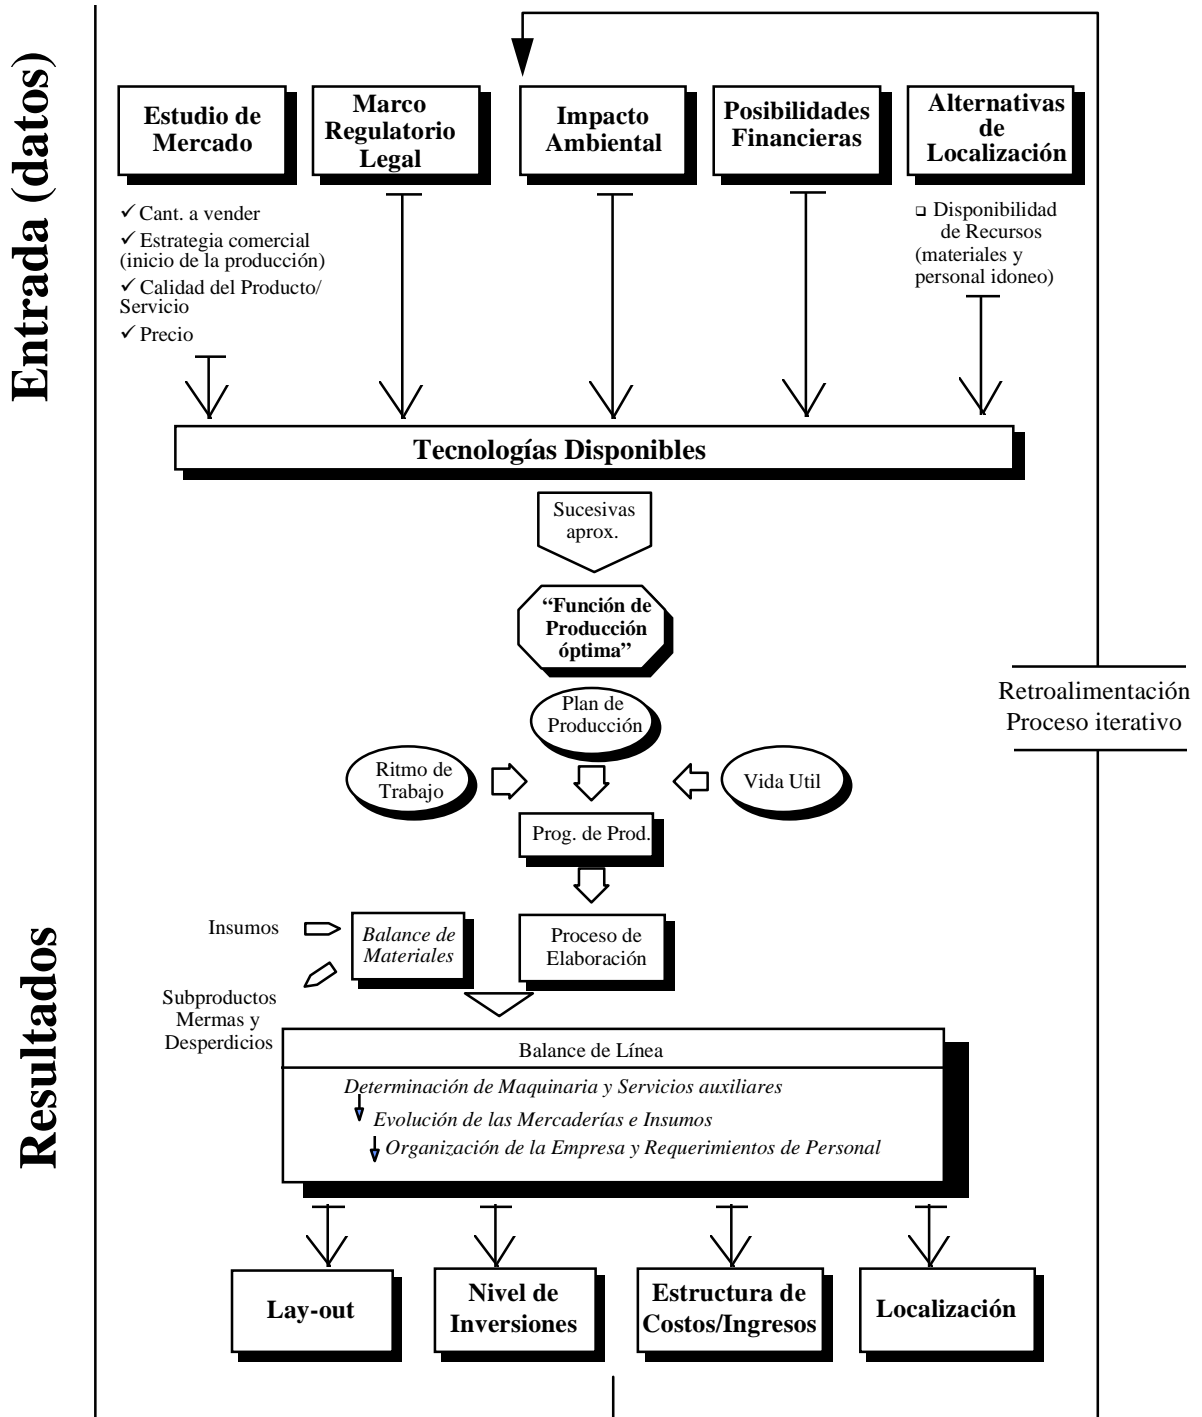 Entrada (datos)
Estudio de
Mercado
Marco
Regulatorio
Legal
Impacto
Ambiental
Posibilidades
Financieras
Alternativas
de
Localización
✓ Cant. a vender
✓ Estrategia comercial
(inicio de la producción)
✓ Calidad del Producto/
Servicio
✓ Precio
❑ Disponibilidad
de Recursos
(materiales y
personal idoneo)
Tecnologías Disponibles
Sucesivas
aprox.
“Función de
Producción
óptima”
Retroalimentación
Proceso iterativo
Plan de
Producción
Ritmo de
Trabajo
Vida Util
Prog. de Prod.
Resultados
Insumos
Balance de
Materiales
Proceso de
Elaboración
Subproductos
Mermas y
Desperdicios
Balance de Línea
Determinación de Maquinaria y Servicios auxiliares
Evolución de las Mercaderías e Insumos
Organización de la Empresa y Requerimientos de Personal
Lay-out
Nivel de
Inversiones
Estructura de
Costos/Ingresos
Localización